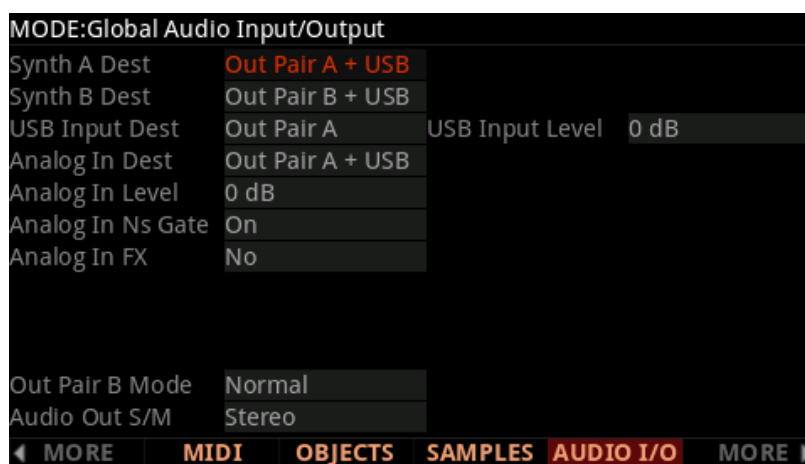 MODE:Global Audio Input/Output
Synth A Dest Out Pair A + USB
Synth B Dest Out Pair B + USB
USB Input Dest Out Pair A USB Input Level 0 dB
Analog In Dest Out Pair A + USB
Analog In Level 0 dB
Analog In Ns Gate On
Analog In FX No
Out Pair B Mode Normal
Audio Out S/M Stereo
MORE MIDI OBJECTS SAMPLES AUDIO I/O MORE